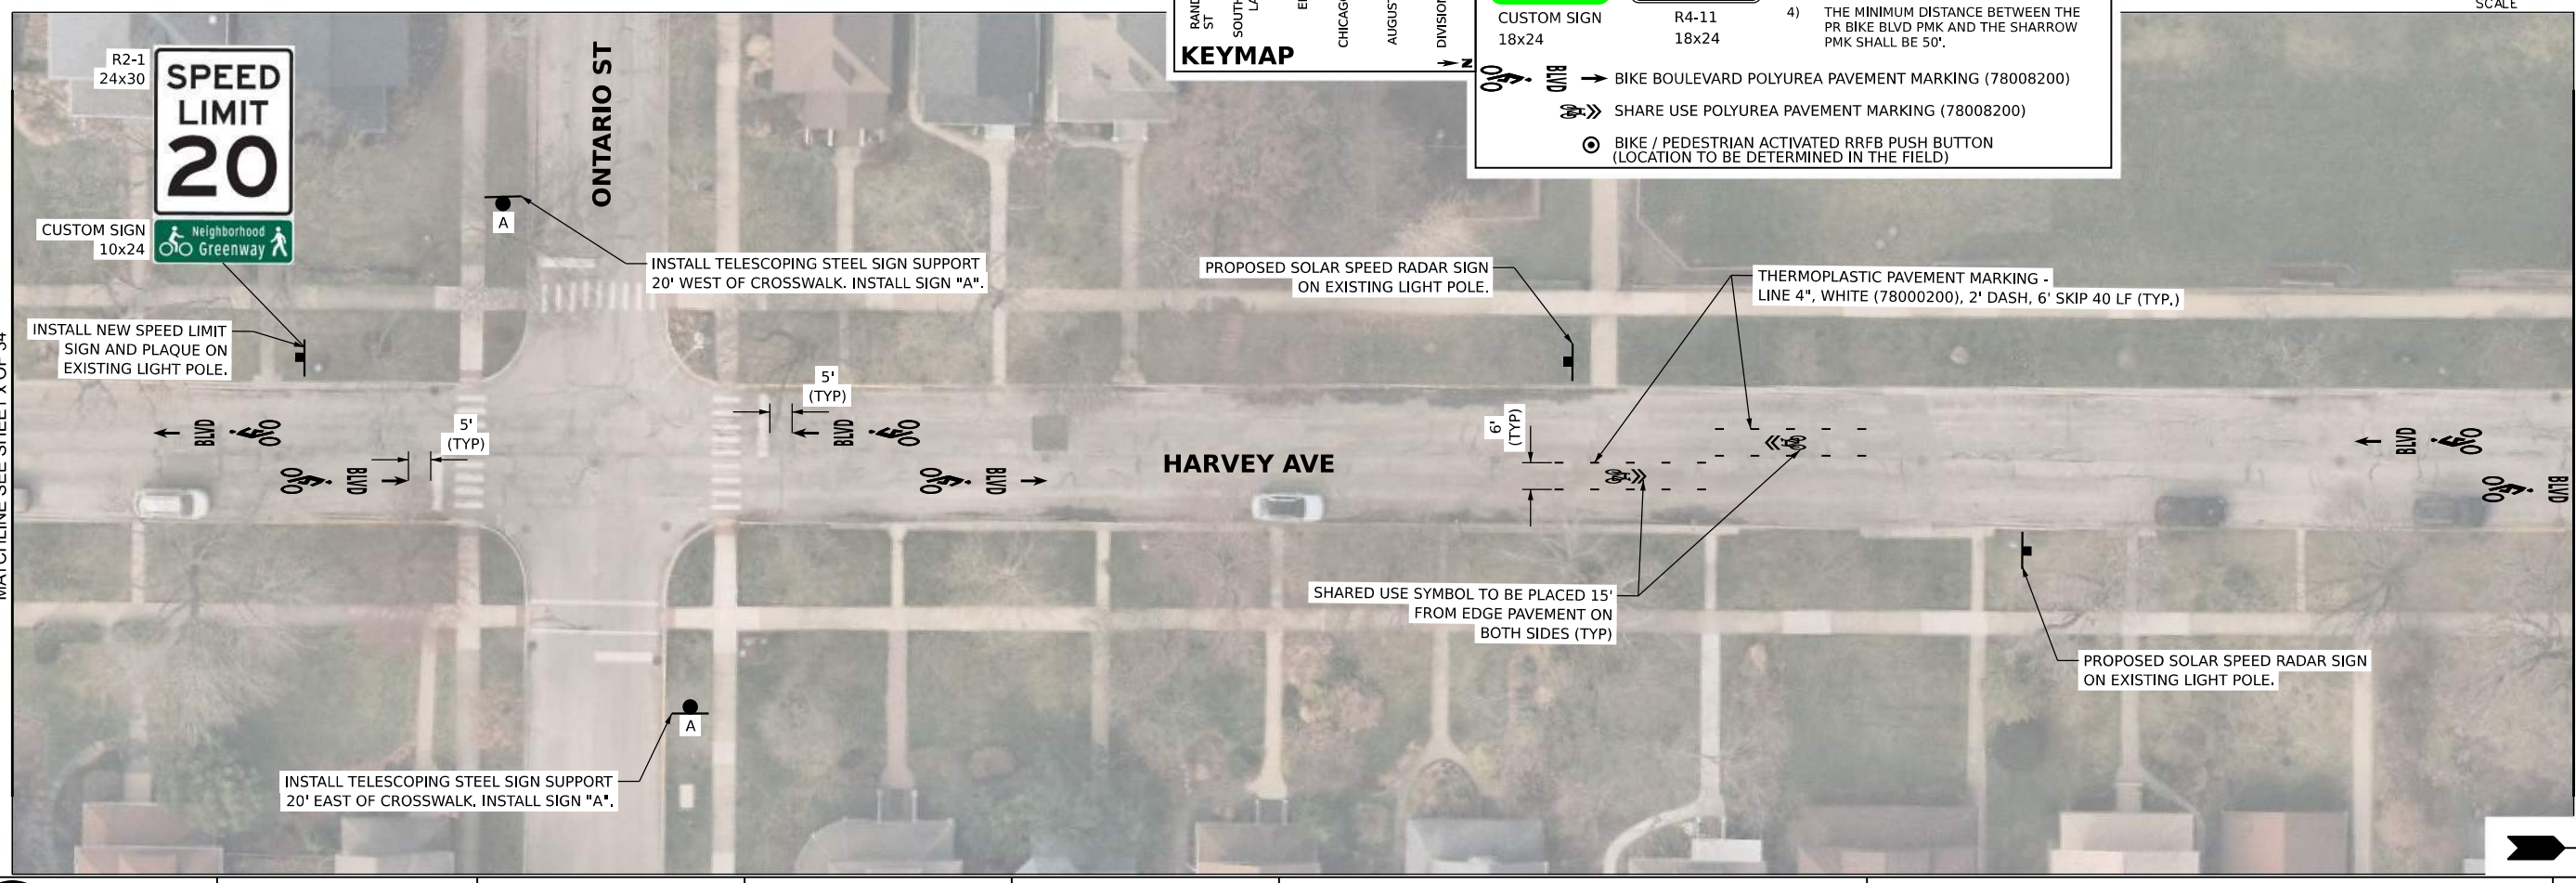 R2-1
24x30
SPEED
LIMIT
20
CUSTOM SIGN
10x24
Neighborhood
Greenway
INSTALL NEW SPEED LIMIT
SIGN AND PLAQUE ON
EXISTING LIGHT POLE.
ONTARIO ST
A
INSTALL TELESCOPING STEEL SIGN SUPPORT
20' WEST OF CROSSWALK. INSTALL SIGN "A".
KEYMAP
RAND
ST
SOUTH
LA
CHICAG
AUGUST
DIVISION
N
CUSTOM SIGN
18x24
R4-11
18x24
4) THE MINIMUM DISTANCE BETWEEN THE
PR BIKE BLVD PMK AND THE SHARROW
PMK SHALL BE 50'.
SCALE
BLVD
BIKE BOULEVARD POLYUREA PAVEMENT MARKING (78008200)
SHARE USE POLYUREA PAVEMENT MARKING (78008200)
BIKE / PEDESTRIAN ACTIVATED RRFB PUSH BUTTON
(LOCATION TO BE DETERMINED IN THE FIELD)
PROPOSED SOLAR SPEED RADAR SIGN
ON EXISTING LIGHT POLE.
THERMOPLASTIC PAVEMENT MARKING -
LINE 4", WHITE (78000200), 2' DASH, 6' SKIP 40 LF (TYP.)
5'
(TYP)
5'
(TYP)
6'
(TYP)
BLVD
BLVD
BLVD
BLVD
HARVEY AVE
BLVD
BLVD
SHARED USE SYMBOL TO BE PLACED 15'
FROM EDGE PAVEMENT ON
BOTH SIDES (TYP)
PROPOSED SOLAR SPEED RADAR SIGN
ON EXISTING LIGHT POLE.
A
INSTALL TELESCOPING STEEL SIGN SUPPORT
20' EAST OF CROSSWALK. INSTALL SIGN "A".